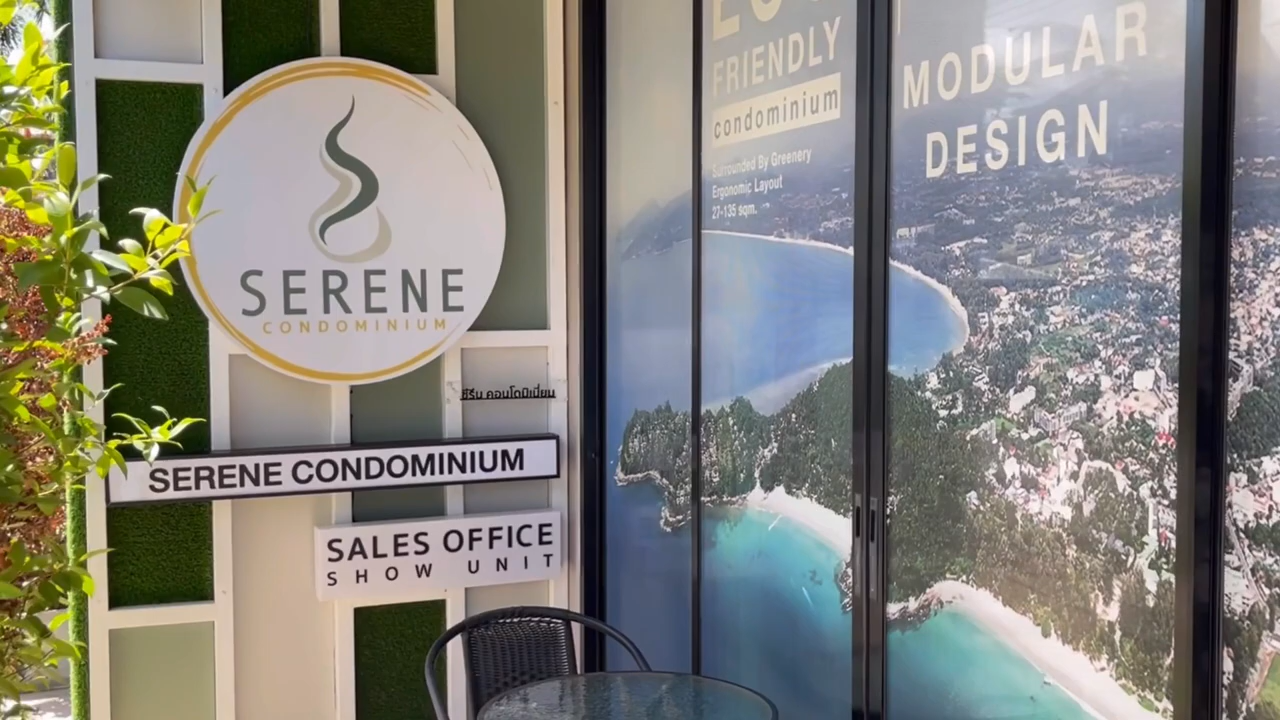 SERENE
CONDOMINIUM
ซีรีน คอนโดมิเนี่ยม
SERENE CONDOMINIUM
SALES OFFICE
SHOW UNIT
FRIENDLY
condominium
Surrounded By Greenery
Ergonomic Layout
27-135 sqm.
MODULAR
DESIGN